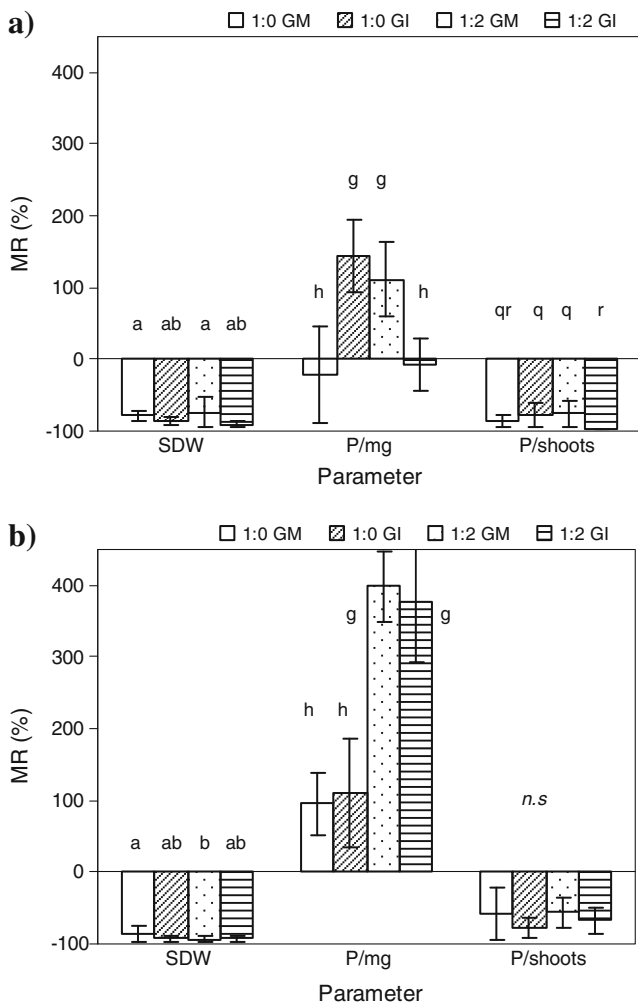 a)
1:0 GM 1:0 GI 1:2 GM 1:2 GI
400
300
200
100
0
-100
MR (%)
g g
h h
a ab a ab
qr q q r
SDW P/mg P/shoots
Parameter
b)
1:0 GM 1:0 GI 1:2 GM 1:2 GI
400
300
200
100
0
-100
MR (%)
g g
h h
n.s
a ab b ab
SDW P/mg P/shoots
Parameter